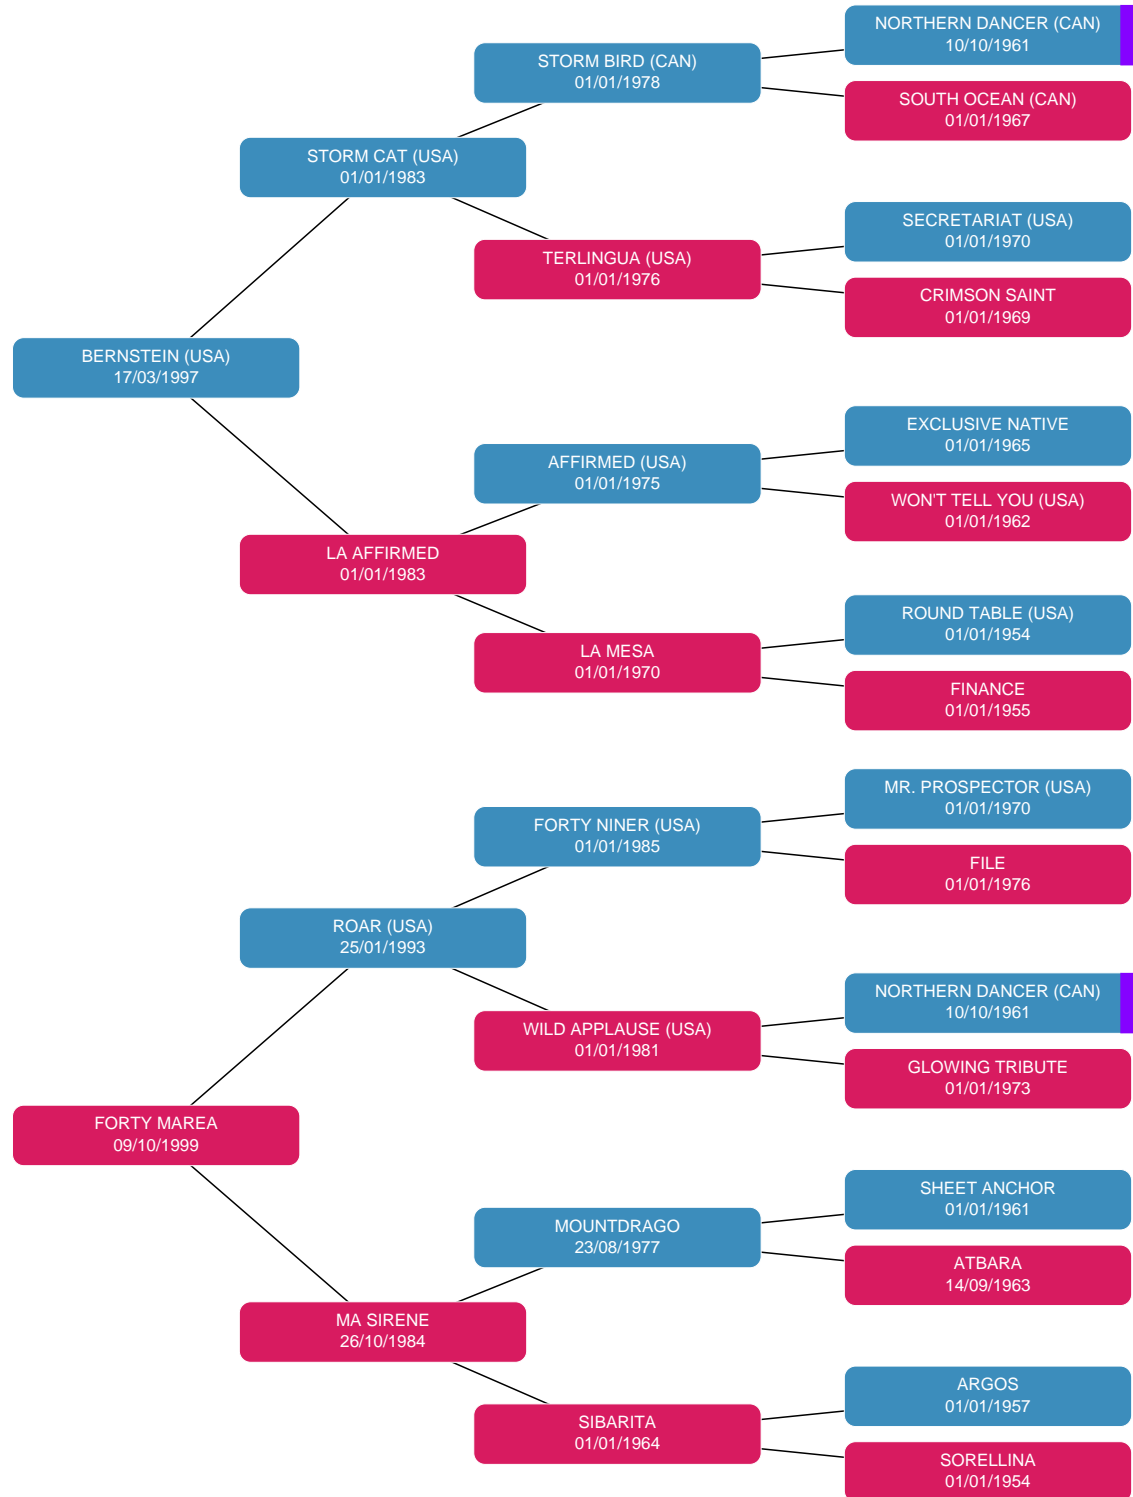 NORTHERN DANCER (CAN)
10/10/1961
STORM BIRD (CAN)
01/01/1978
SOUTH OCEAN (CAN)
01/01/1967
STORM CAT (USA)
01/01/1983
SECRETARIAT (USA)
01/01/1970
TERLINGUA (USA)
01/01/1976
CRIMSON SAINT
01/01/1969
BERNSTEIN (USA)
17/03/1997
EXCLUSIVE NATIVE
01/01/1965
AFFIRMED (USA)
01/01/1975
WON'T TELL YOU (USA)
01/01/1962
LA AFFIRMED
01/01/1983
ROUND TABLE (USA)
01/01/1954
LA MESA
01/01/1970
FINANCE
01/01/1955
MR. PROSPECTOR (USA)
01/01/1970
FORTY NINER (USA)
01/01/1985
FILE
01/01/1976
ROAR (USA)
25/01/1993
NORTHERN DANCER (CAN)
10/10/1961
WILD APPLAUSE (USA)
01/01/1981
GLOWING TRIBUTE
01/01/1973
FORTY MAREA
09/10/1999
SHEET ANCHOR
01/01/1961
MOUNTDRAGO
23/08/1977
ATBARA
14/09/1963
MA SIRENE
26/10/1984
ARGOS
01/01/1957
SIBARITA
01/01/1964
SORELLINA
01/01/1954